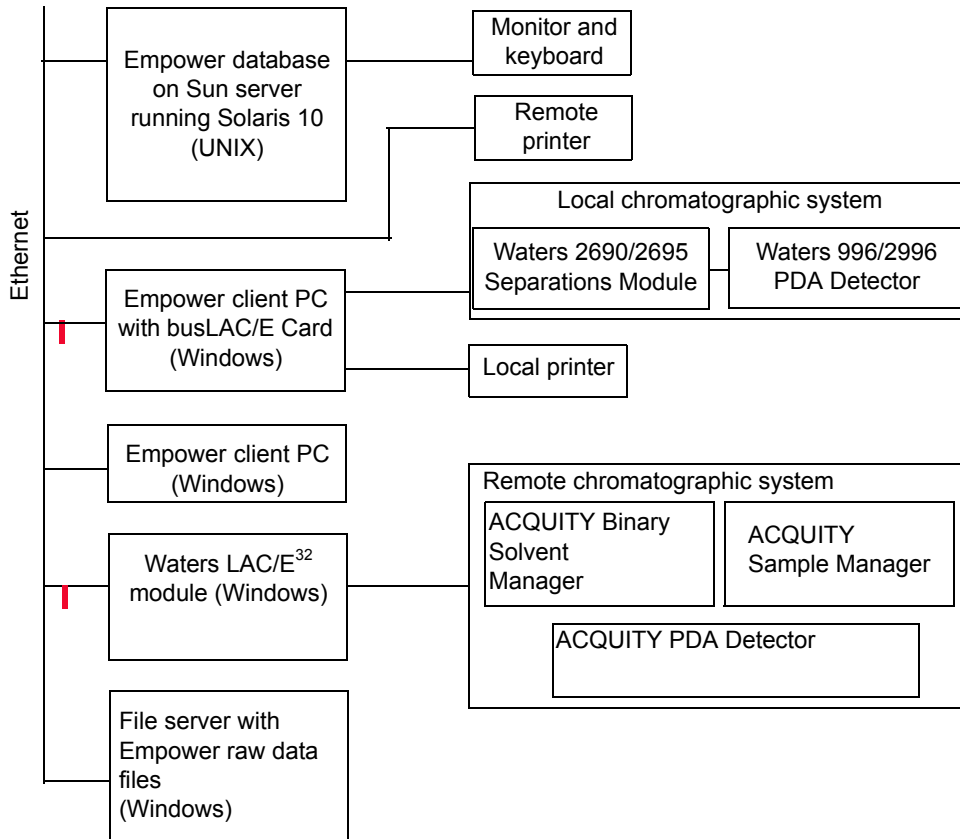 Ethernet
Empower database
on Sun server
running Solaris 10
(UNIX)
Monitor and
keyboard
Remote
printer
Local chromatographic system
Waters 2690/2695
Separations Module
Waters 996/2996
PDA Detector
Empower client PC
with busLAC/E Card
(Windows)
Local printer
Empower client PC
(Windows)
Remote chromatographic system
ACQUITY Binary
Solvent
Manager
ACQUITY
Sample Manager
ACQUITY PDA Detector
Waters LAC/E³²
module (Windows)
File server with
Empower raw data
files
(Windows)